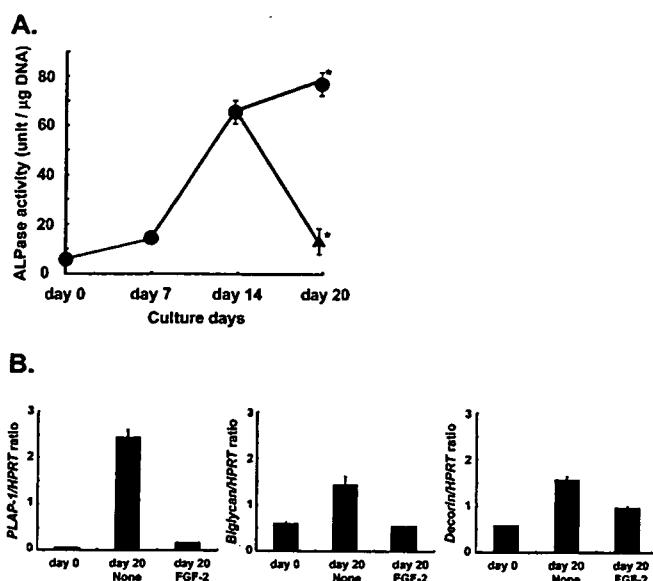 A.
ALPase activity (unit / μg DNA)
80
60
40
20
0
*
*
day 0 day 7 day 14 day 20
Culture days
B.
PLAP-1/HPRT ratio
3
2
1
0
day 0 day 20 day 20
None FGF-2
Biglycan/HPRT ratio
3
2
1
0
day 0 day 20 day 20
None FGF-2
Decorin/HPRT ratio
3
2
1
0
day 0 day 20 day 20
None FGF-2